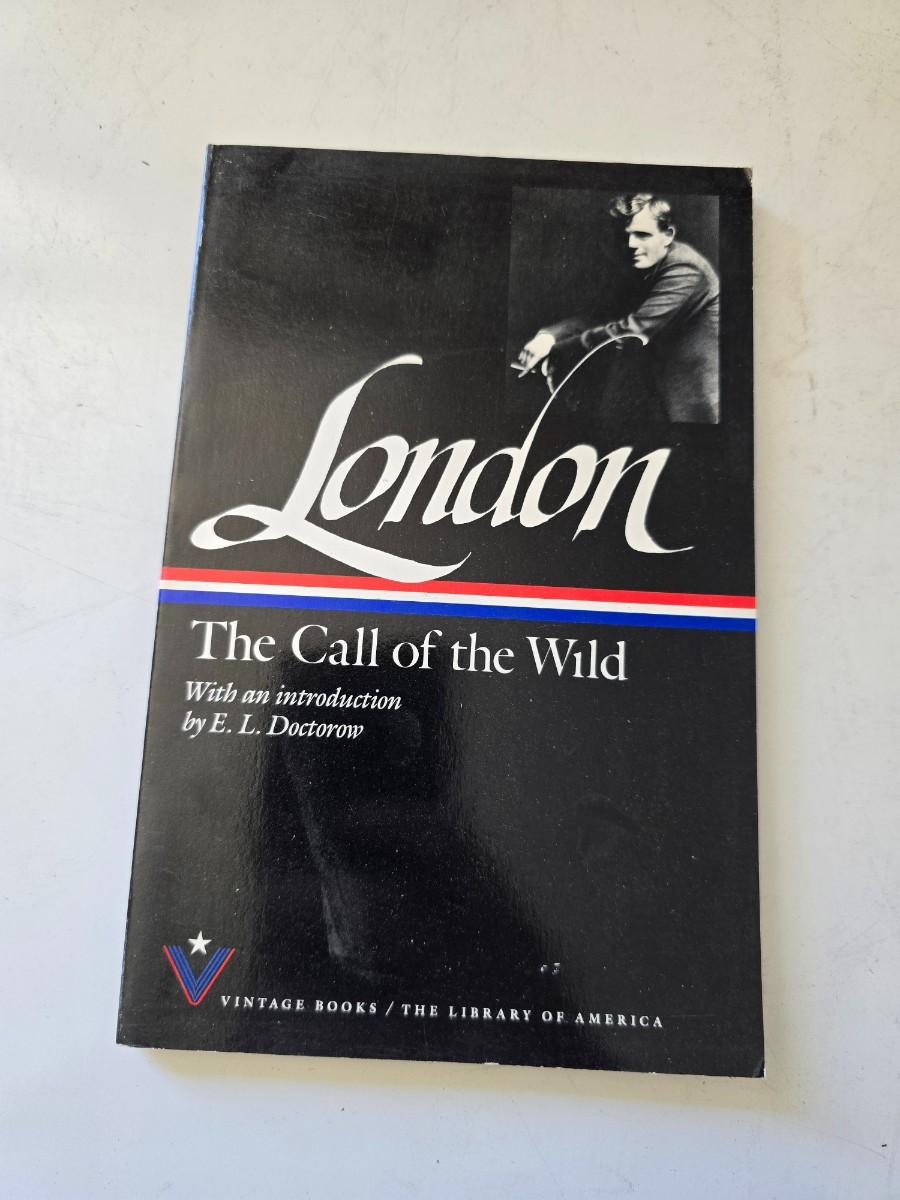 London
The Call of the Wild
With an introduction
by E. L. Doctorow
VINTAGE BOOKS / THE LIBRARY OF AMERICA